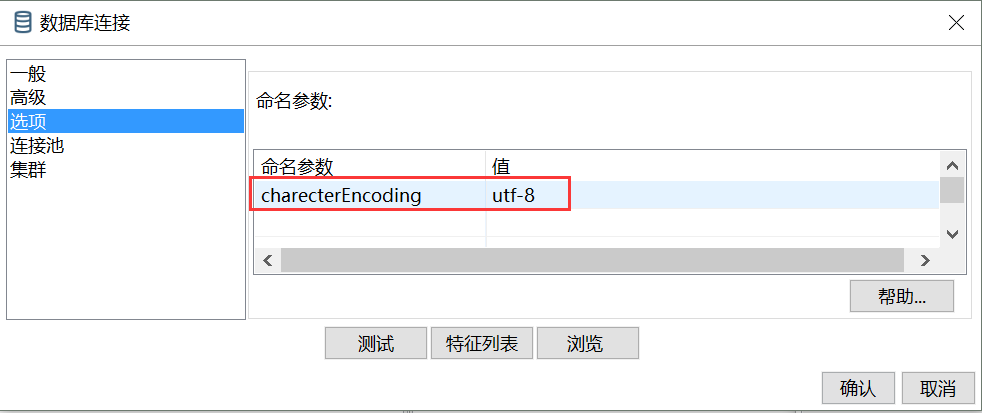 数据库连接
一般
高级
选项
连接池
集群
命名参数:
命名参数 值
charecterEncoding utf-8
帮助...
测试 特征列表 浏览
确认 取消